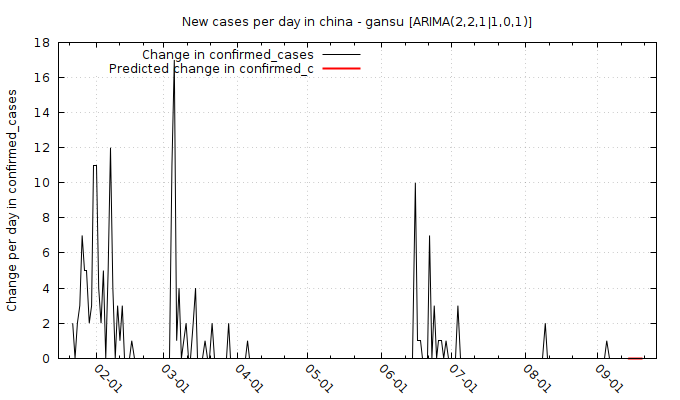 New cases per day in china - gansu [ARIMA(2,2,1|1,0,1)]
Change in confirmed_cases
Predicted change in confirmed_c
Change per day in confirmed_cases
18
16
14
12
10
8
6
4
2
0
02-01 03-01 04-01 05-01 06-01 07-01 08-01 09-01